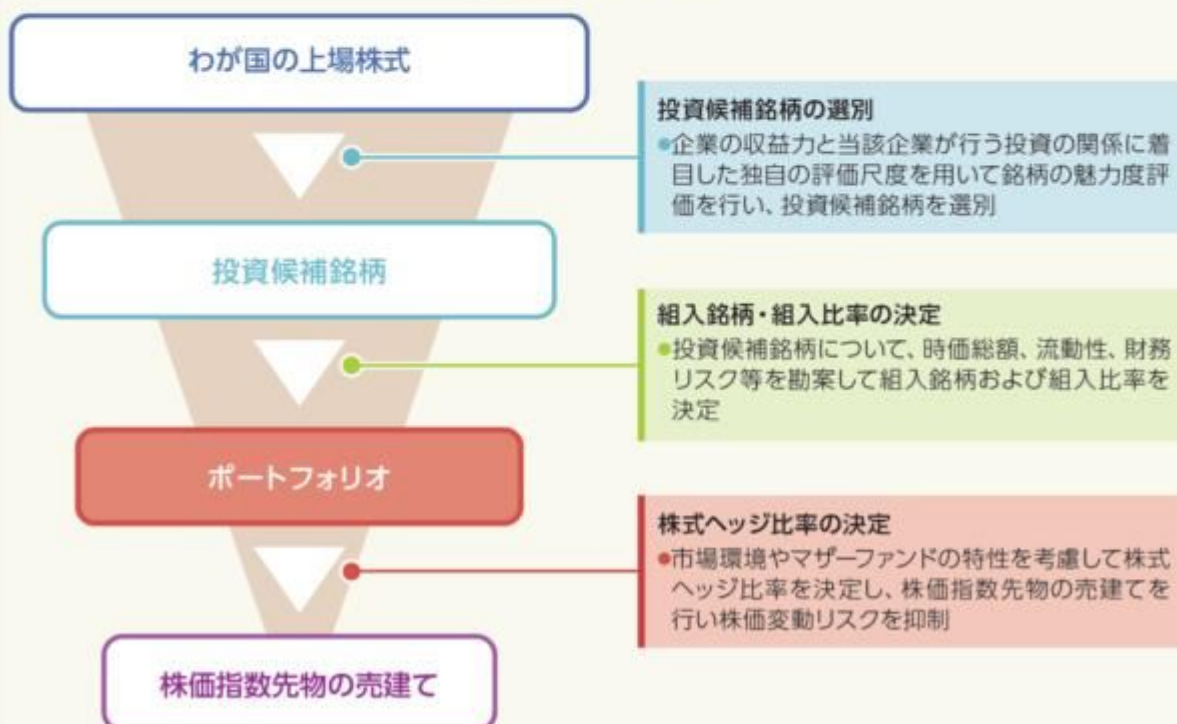 わが国の上場株式
投資候補銘柄の選別
●企業の収益力と当該企業が行う投資の関係に着
目した独自の評価尺度を用いて銘柄の魅力度評
価を行い、投資候補銘柄を選別
投資候補銘柄
組入銘柄・組入比率の決定
●投資候補銘柄について、時価総額、流動性、財務
リスク等を勘案して組入銘柄および組入比率を
決定
ポートフォリオ
株式ヘッジ比率の決定
●市場環境やマザーファンドの特性を考慮して株式
ヘッジ比率を決定し、株価指数先物の売建てを
行い株価変動リスクを抑制
株価指数先物の売建て